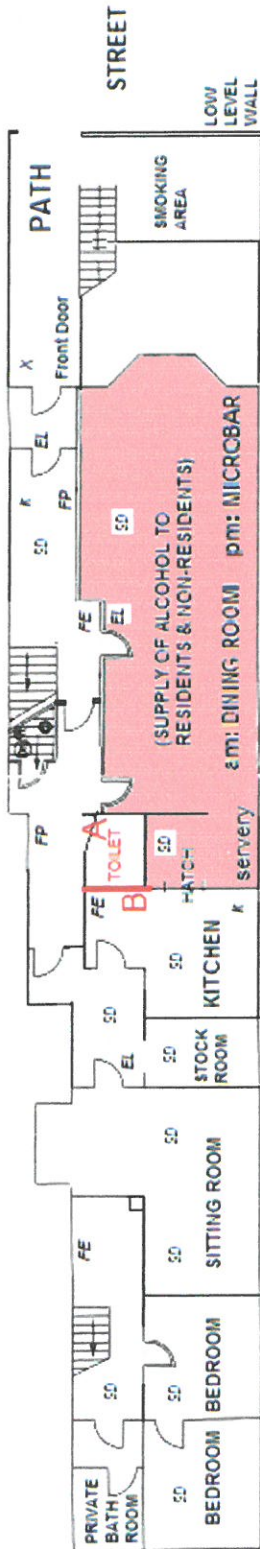 STREET
PATH
LOW
LEVEL
WALL
SMOKING
AREA
X
Front Door
EL
K
FP
SD
SD
FE
EL
(SUPPLY OF ALCOHOL TO
RESIDENTS & NON-RESIDENTS)
am: DINING ROOM pm: MICROBAR
FP
A
TOILET
B
FE
SD
HATCH
servery
K
KITCHEN
SD
SD
EL
SD
STOCK
ROOM
SD
SD
SITTING ROOM
FE
SD
SD
BEDROOM
SD
BEDROOM
PRIVATE
BATH
ROOM